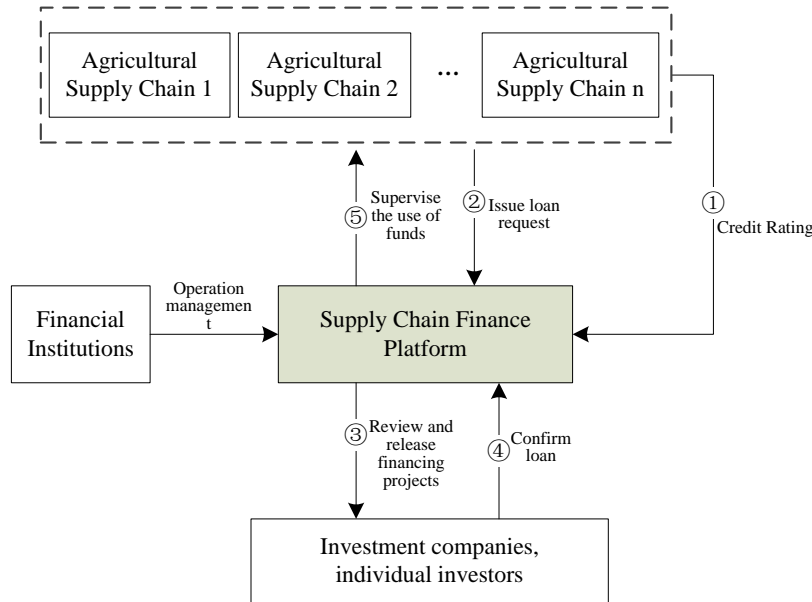 Agricultural
Supply Chain 1
Agricultural
Supply Chain 2
...
Agricultural
Supply Chain n
⑤
Supervise
the use of
funds
②
Issue loan
request
①
Credit Rating
Financial
Institutions
Operation
managemen
t
Supply Chain Finance
Platform
③
Review and
release
financing
projects
④
Confirm
loan
Investment companies,
individual investors